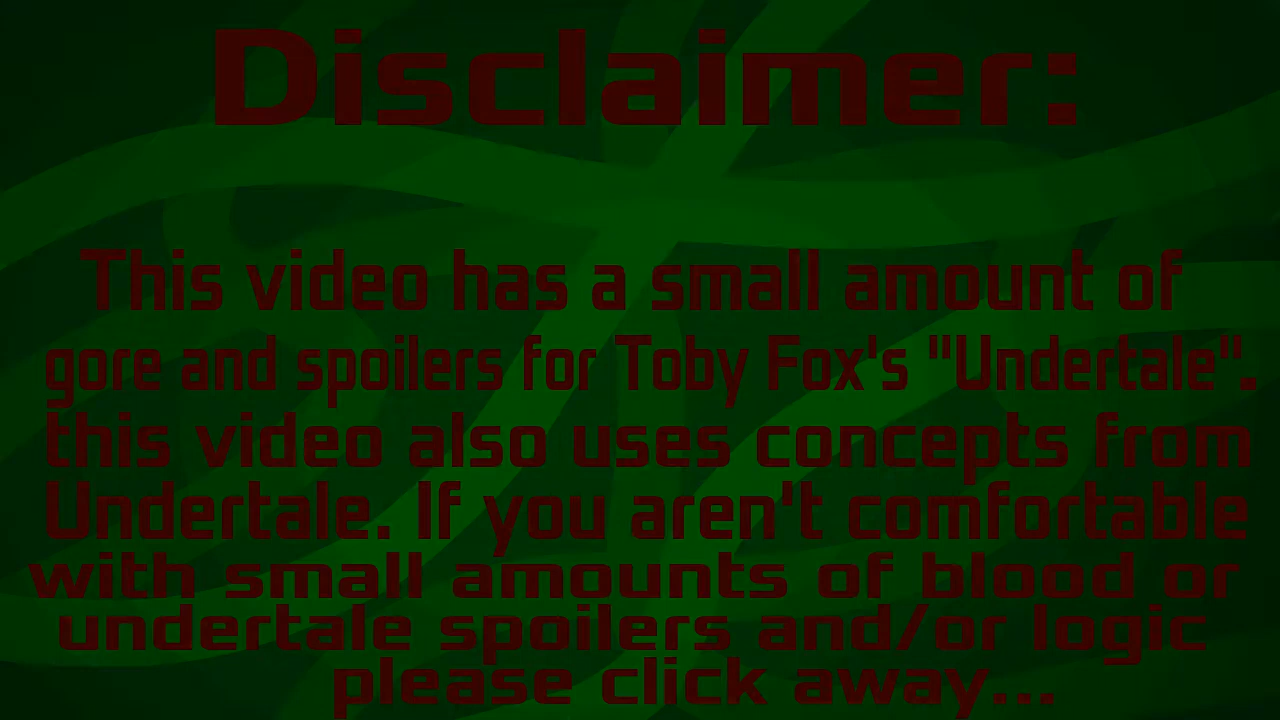 Disclaimer:
This video has a small amount of
gore and spoilers for Toby Fox's "Undertale".
this video also uses concepts from
Undertale. If you aren't comfortable
with small amounts of blood or
undertale spoilers and/or logic
please click away...